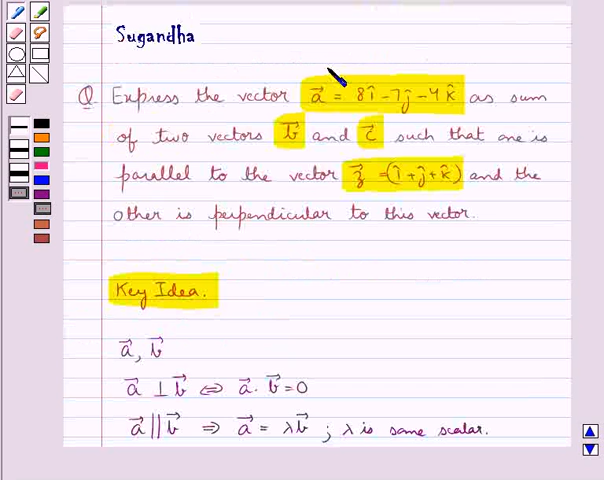 Sugandha
Q Express the vector a⃗ = 8î - 7ĵ - 4k̂ as sum
of two vectors b⃗ and c⃗ such that one is
parallel to the vector z⃗ =(î+ĵ+k̂) and the
other is perpendicular to this vector.
Key Idea.
a⃗, b⃗
a⃗ ⊥ b⃗ ⇔ a⃗. b⃗ = 0
a⃗ || b⃗ ⇒ a⃗ = λb⃗ ; λ is some scalar.